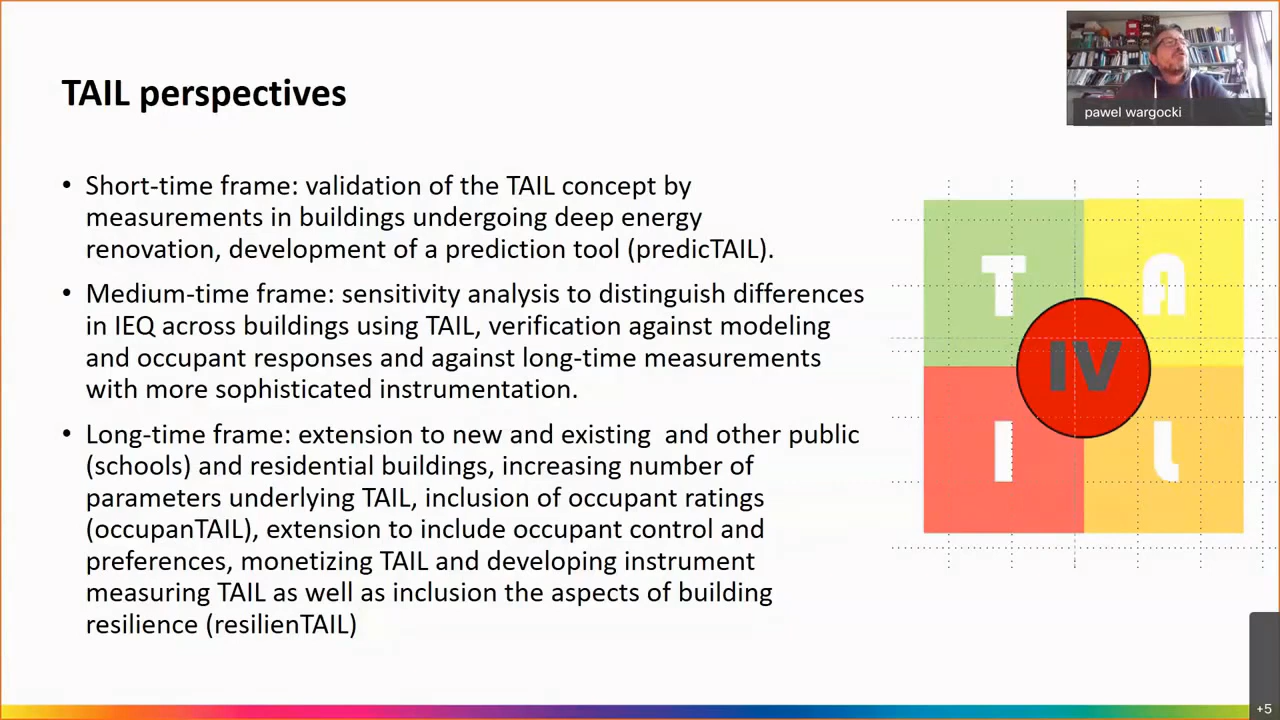 TAIL perspectives
pawel wargocki
• Short-time frame: validation of the TAIL concept by
measurements in buildings undergoing deep energy
renovation, development of a prediction tool (predicTAIL).
• Medium-time frame: sensitivity analysis to distinguish differences
in IEQ across buildings using TAIL, verification against modeling
and occupant responses and against long-time measurements
with more sophisticated instrumentation.
• Long-time frame: extension to new and existing  and other public
(schools) and residential buildings, increasing number of
parameters underlying TAIL, inclusion of occupant ratings
(occupanTAIL), extension to include occupant control and
preferences, monetizing TAIL and developing instrument
measuring TAIL as well as inclusion the aspects of building
resilience (resilienTAIL)
T A
IV
I L
+5